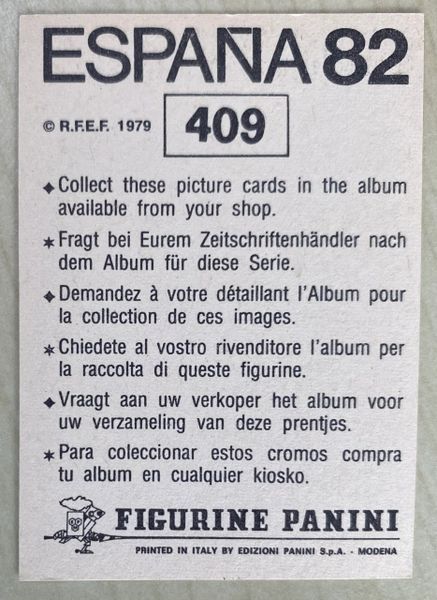 ESPAÑA 82
© R.F.E.F. 1979 409
◆ Collect these picture cards in the album
available from your shop.
✶ Fragt bei Eurem Zeitschriftenhändler nach
dem Album für diese Serie.
◆ Demandez à votre détaillant l'Album pour
la collection de ces images.
✶ Chiedete al vostro rivenditore l'album per
la raccolta di queste figurine.
◆ Vraagt aan uw verkoper het album voor
uw verzameling van deze prentjes.
✶ Para coleccionar estos cromos compra
tu album en cualquier kiosko.
FIGURINE PANINI
PRINTED IN ITALY BY EDIZIONI PANINI S.p.A. - MODENA